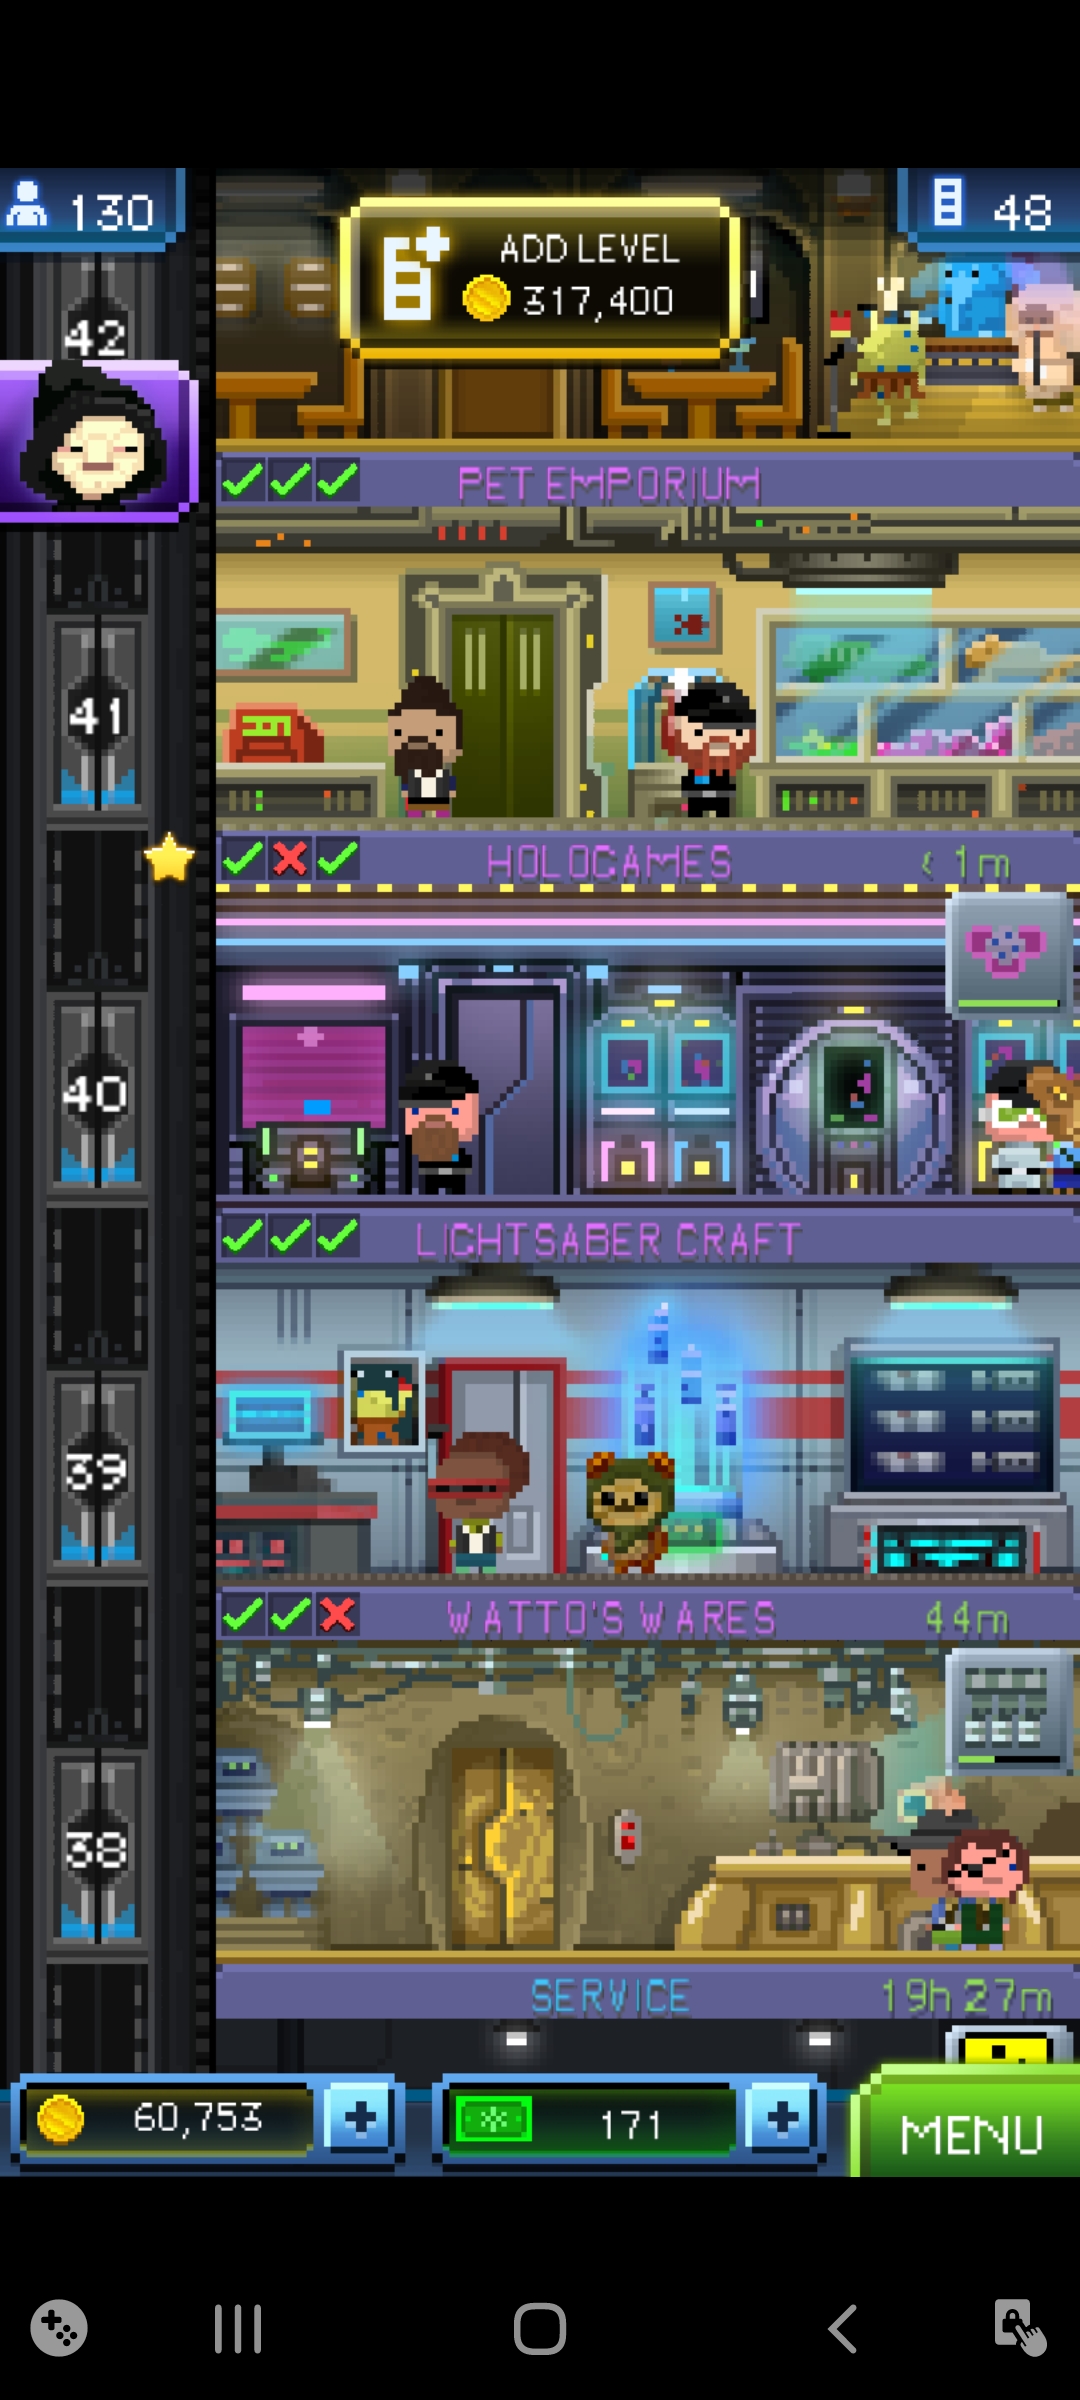 130
ADD LEVEL
317,400
48
42
PET EMPORIUM
41
HOLOGAMES < 1m
40
LIGHTSABER CRAFT
39
WATTO'S WARES 44m
38
SERVICE 19h 27m
60,753
171
MENU